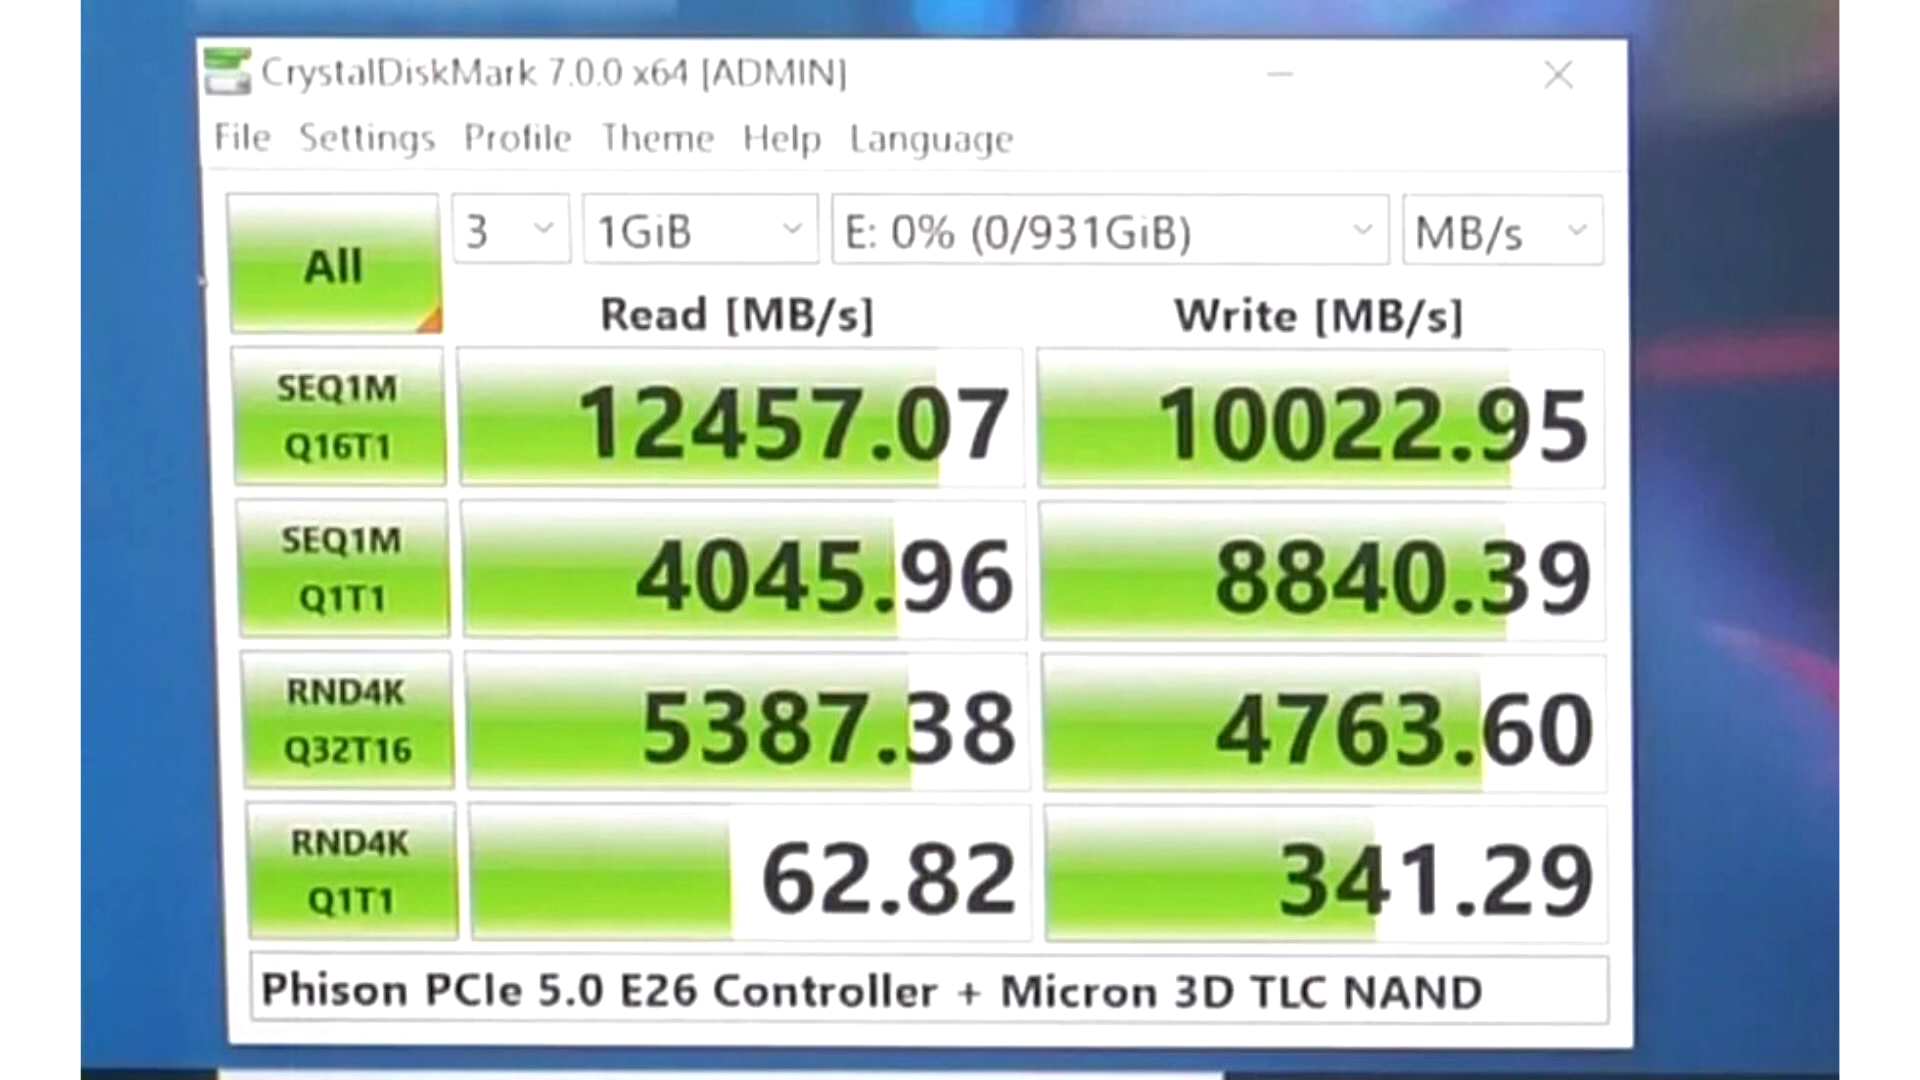 CrystalDiskMark 7.0.0 x64 [ADMIN]
File Settings Profile Theme Help Language
All 3 1GiB E: 0% (0/931GiB) MB/s
Read [MB/s] Write [MB/s]
SEQ1M
Q16T1
12457.07 10022.95
SEQ1M
Q1T1
4045.96 8840.39
RND4K
Q32T16
5387.38 4763.60
RND4K
Q1T1
62.82 341.29
Phison PCIe 5.0 E26 Controller + Micron 3D TLC NAND